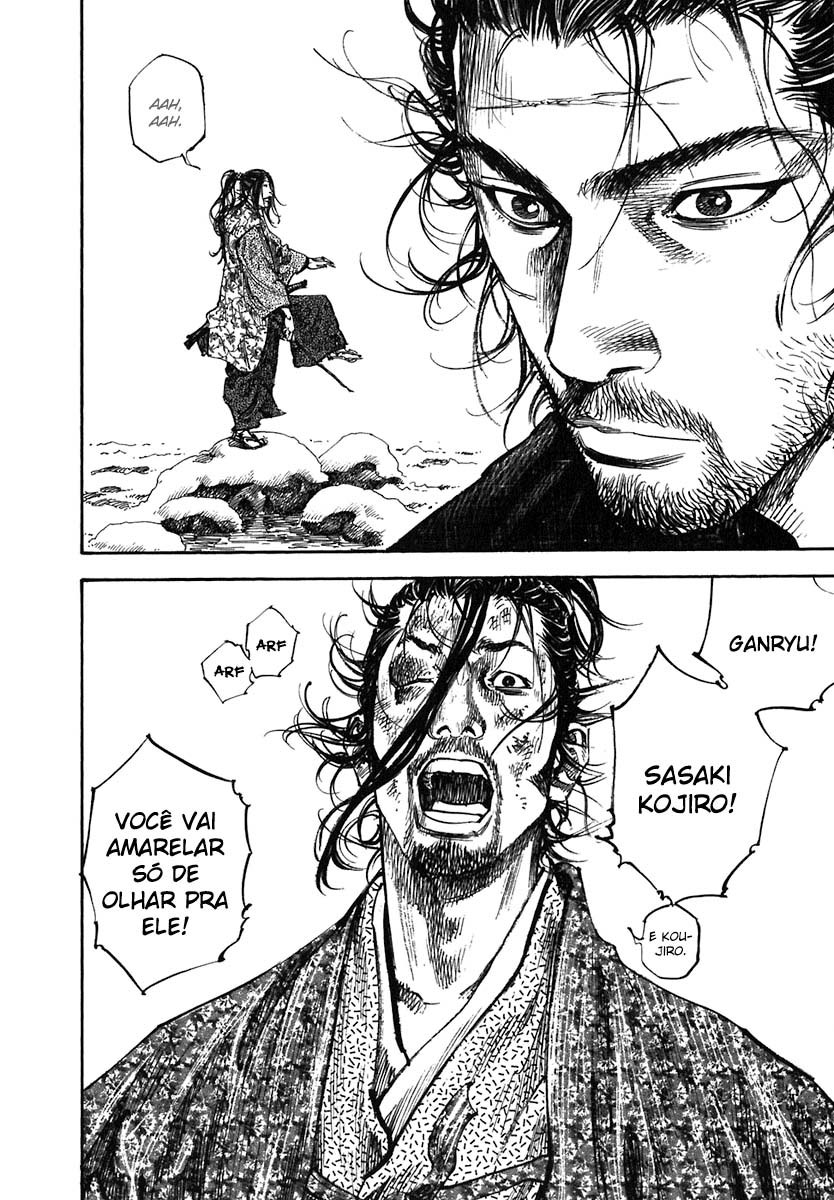 AAH,
AAH.
GANRYU!
SASAKI
KOJIRO!
E KOU-
JIRO.
ARF
ARF
VOCÊ VAI
AMARELAR
SÓ DE
OLHAR PRA
ELE!